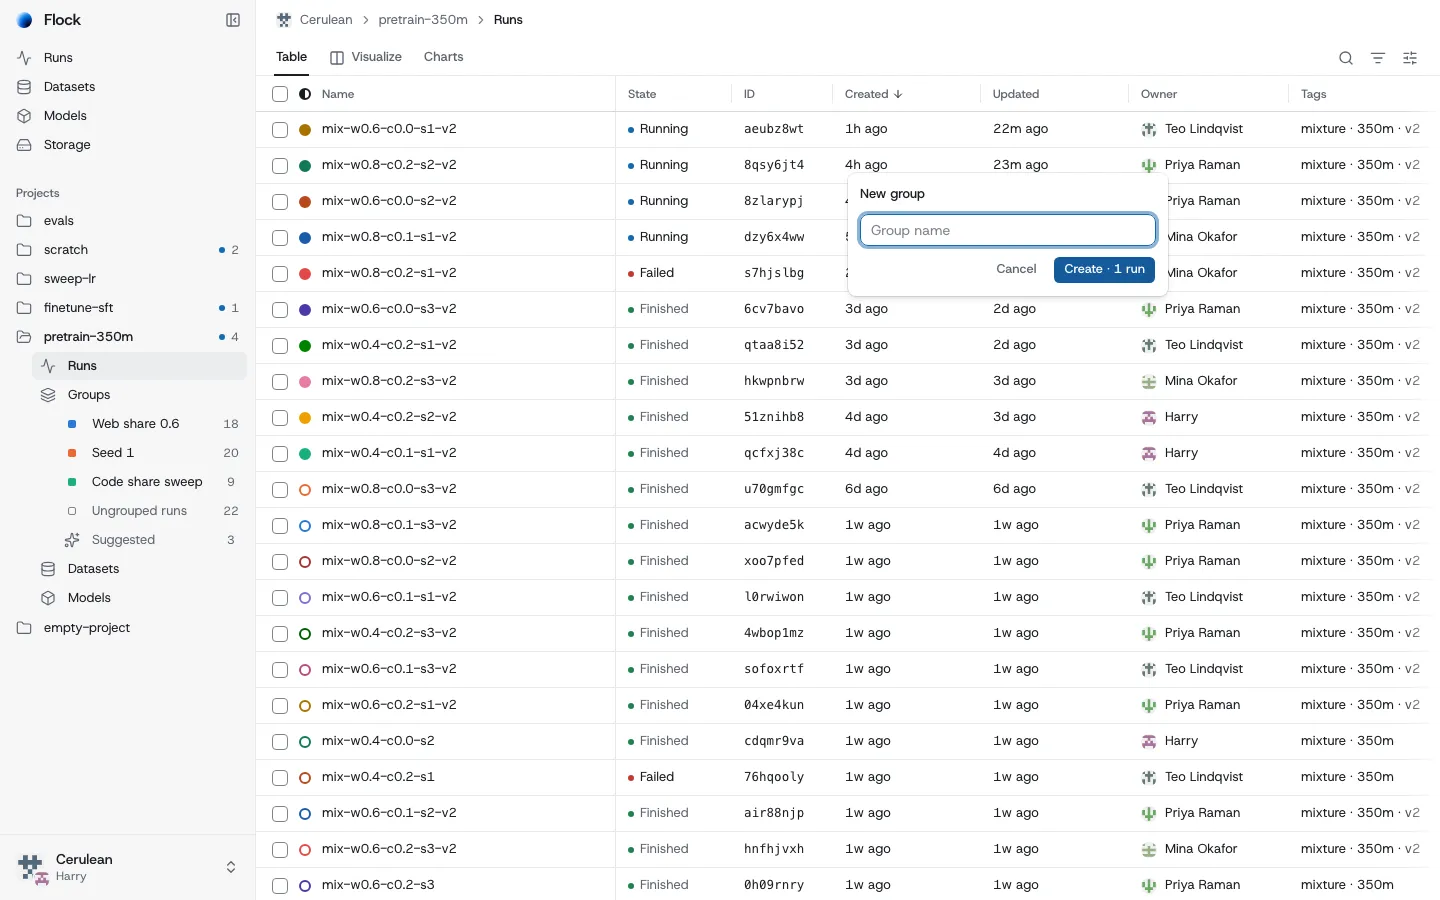 Flock
Runs
Datasets
Models
Storage
Projects
evals
scratch 2
sweep-lr
finetune-sft 1
pretrain-350m 4
Runs
Groups
Web share 0.6 18
Seed 1 20
Code share sweep 9
Ungrouped runs 22
Suggested 3
Datasets
Models
empty-project
Cerulean
Harry
Cerulean > pretrain-350m > Runs
Table Visualize Charts
Name State ID Created ↓ Updated Owner Tags
mix-w0.6-c0.0-s1-v2 Running aeubz8wt 1h ago 22m ago Teo Lindqvist mixture · 350m · v2
mix-w0.8-c0.2-s2-v2 Running 8qsy6jt4 4h ago 23m ago Priya Raman mixture · 350m · v2
mix-w0.6-c0.0-s2-v2 Running 8zlarypj Priya Raman mixture · 350m · v2
mix-w0.8-c0.1-s1-v2 Running dzy6x4ww Mina Okafor mixture · 350m · v2
mix-w0.8-c0.2-s1-v2 Failed s7hjslbg Mina Okafor mixture · 350m · v2
New group
Group name
Cancel Create · 1 run
mix-w0.6-c0.0-s3-v2 Finished 6cv7bavo 3d ago 2d ago Priya Raman mixture · 350m · v2
mix-w0.4-c0.2-s1-v2 Finished qtaa8i52 3d ago 2d ago Teo Lindqvist mixture · 350m · v2
mix-w0.8-c0.2-s3-v2 Finished hkwpnbrw 3d ago 3d ago Mina Okafor mixture · 350m · v2
mix-w0.4-c0.2-s2-v2 Finished 51znihb8 4d ago 3d ago Harry mixture · 350m · v2
mix-w0.4-c0.1-s1-v2 Finished qcfxj38c 4d ago 4d ago Harry mixture · 350m · v2
mix-w0.8-c0.0-s3-v2 Finished u70gmfgc 6d ago 6d ago Teo Lindqvist mixture · 350m · v2
mix-w0.8-c0.1-s3-v2 Finished acwyde5k 1w ago 1w ago Priya Raman mixture · 350m · v2
mix-w0.8-c0.0-s2-v2 Finished xoo7pfed 1w ago 1w ago Priya Raman mixture · 350m · v2
mix-w0.6-c0.1-s1-v2 Finished l0rwiwon 1w ago 1w ago Teo Lindqvist mixture · 350m · v2
mix-w0.4-c0.2-s3-v2 Finished 4wbop1mz 1w ago 1w ago Priya Raman mixture · 350m · v2
mix-w0.6-c0.1-s3-v2 Finished sofoxrtf 1w ago 1w ago Teo Lindqvist mixture · 350m · v2
mix-w0.6-c0.2-s1-v2 Finished 04xe4kun 1w ago 1w ago Priya Raman mixture · 350m · v2
mix-w0.4-c0.0-s2 Finished cdqmr9va 1w ago 1w ago Harry mixture · 350m
mix-w0.4-c0.2-s1 Failed 76hqooly 1w ago 1w ago Teo Lindqvist mixture · 350m
mix-w0.6-c0.1-s2-v2 Finished air88njp 1w ago 1w ago Priya Raman mixture · 350m · v2
mix-w0.6-c0.2-s3-v2 Finished hnfhjvxh 1w ago 1w ago Mina Okafor mixture · 350m · v2
mix-w0.6-c0.2-s3 Finished 0h09rnry 1w ago 1w ago Priya Raman mixture · 350m